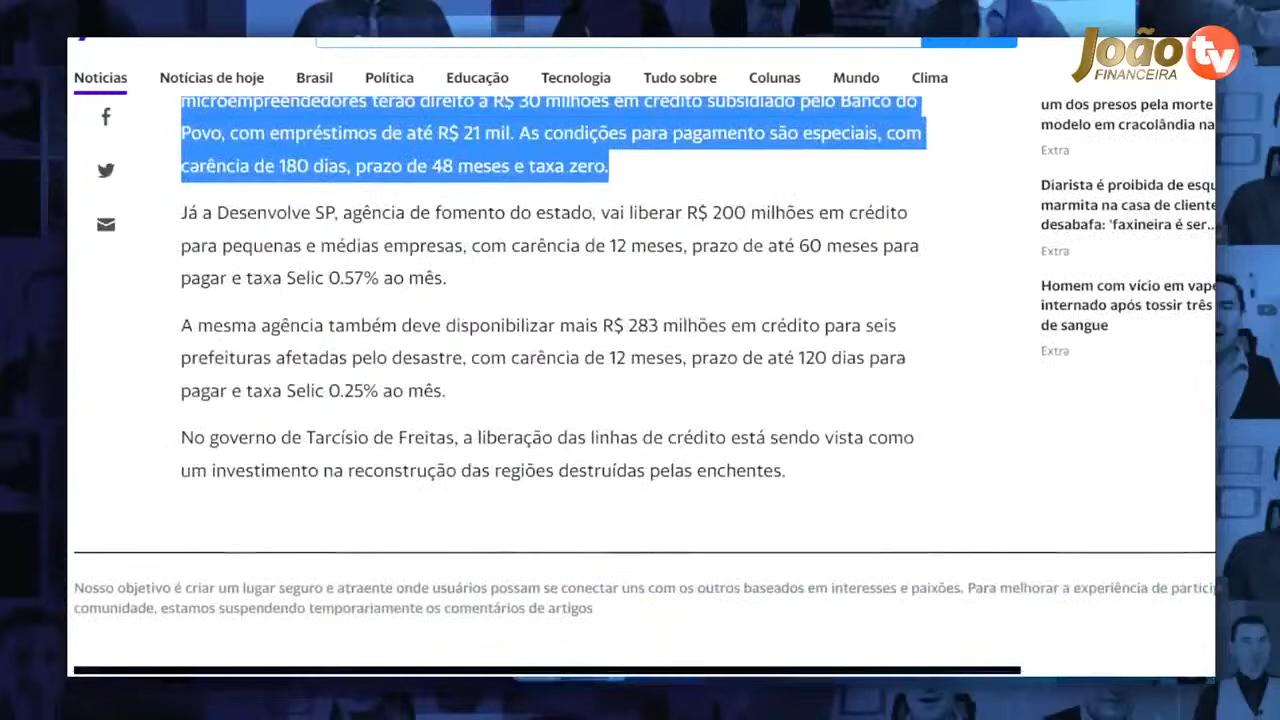 João
FINANCEIRA
tv
Noticias
Notícias de hoje
Brasil
Política
Educação
Tecnologia
Tudo sobre
Colunas
Mundo
Clima
microempreendedores terão direito a R$ 30 milhões em crédito subsidiado pelo Banco do
Povo, com empréstimos de até R$ 21 mil. As condições para pagamento são especiais, com
carência de 180 dias, prazo de 48 meses e taxa zero.
Já a Desenvolve SP, agência de fomento do estado, vai liberar R$ 200 milhões em crédito
para pequenas e médias empresas, com carência de 12 meses, prazo de até 60 meses para
pagar e taxa Selic 0.57% ao mês.
A mesma agência também deve disponibilizar mais R$ 283 milhões em crédito para seis
prefeituras afetadas pelo desastre, com carência de 12 meses, prazo de até 120 dias para
pagar e taxa Selic 0.25% ao mês.
No governo de Tarcísio de Freitas, a liberação das linhas de crédito está sendo vista como
um investimento na reconstrução das regiões destruídas pelas enchentes.
um dos presos pela morte
modelo em cracolândia na
Extra
Diarista é proibida de esqu
marmita na casa de cliente
desabafa: 'faxineira é ser...
Extra
Homem com vício em vape
internado após tossir três
de sangue
Extra
Nosso objetivo é criar um lugar seguro e atraente onde usuários possam se conectar uns com os outros baseados em interesses e paixões. Para melhorar a experiência de partici
comunidade, estamos suspendendo temporariamente os comentários de artigos